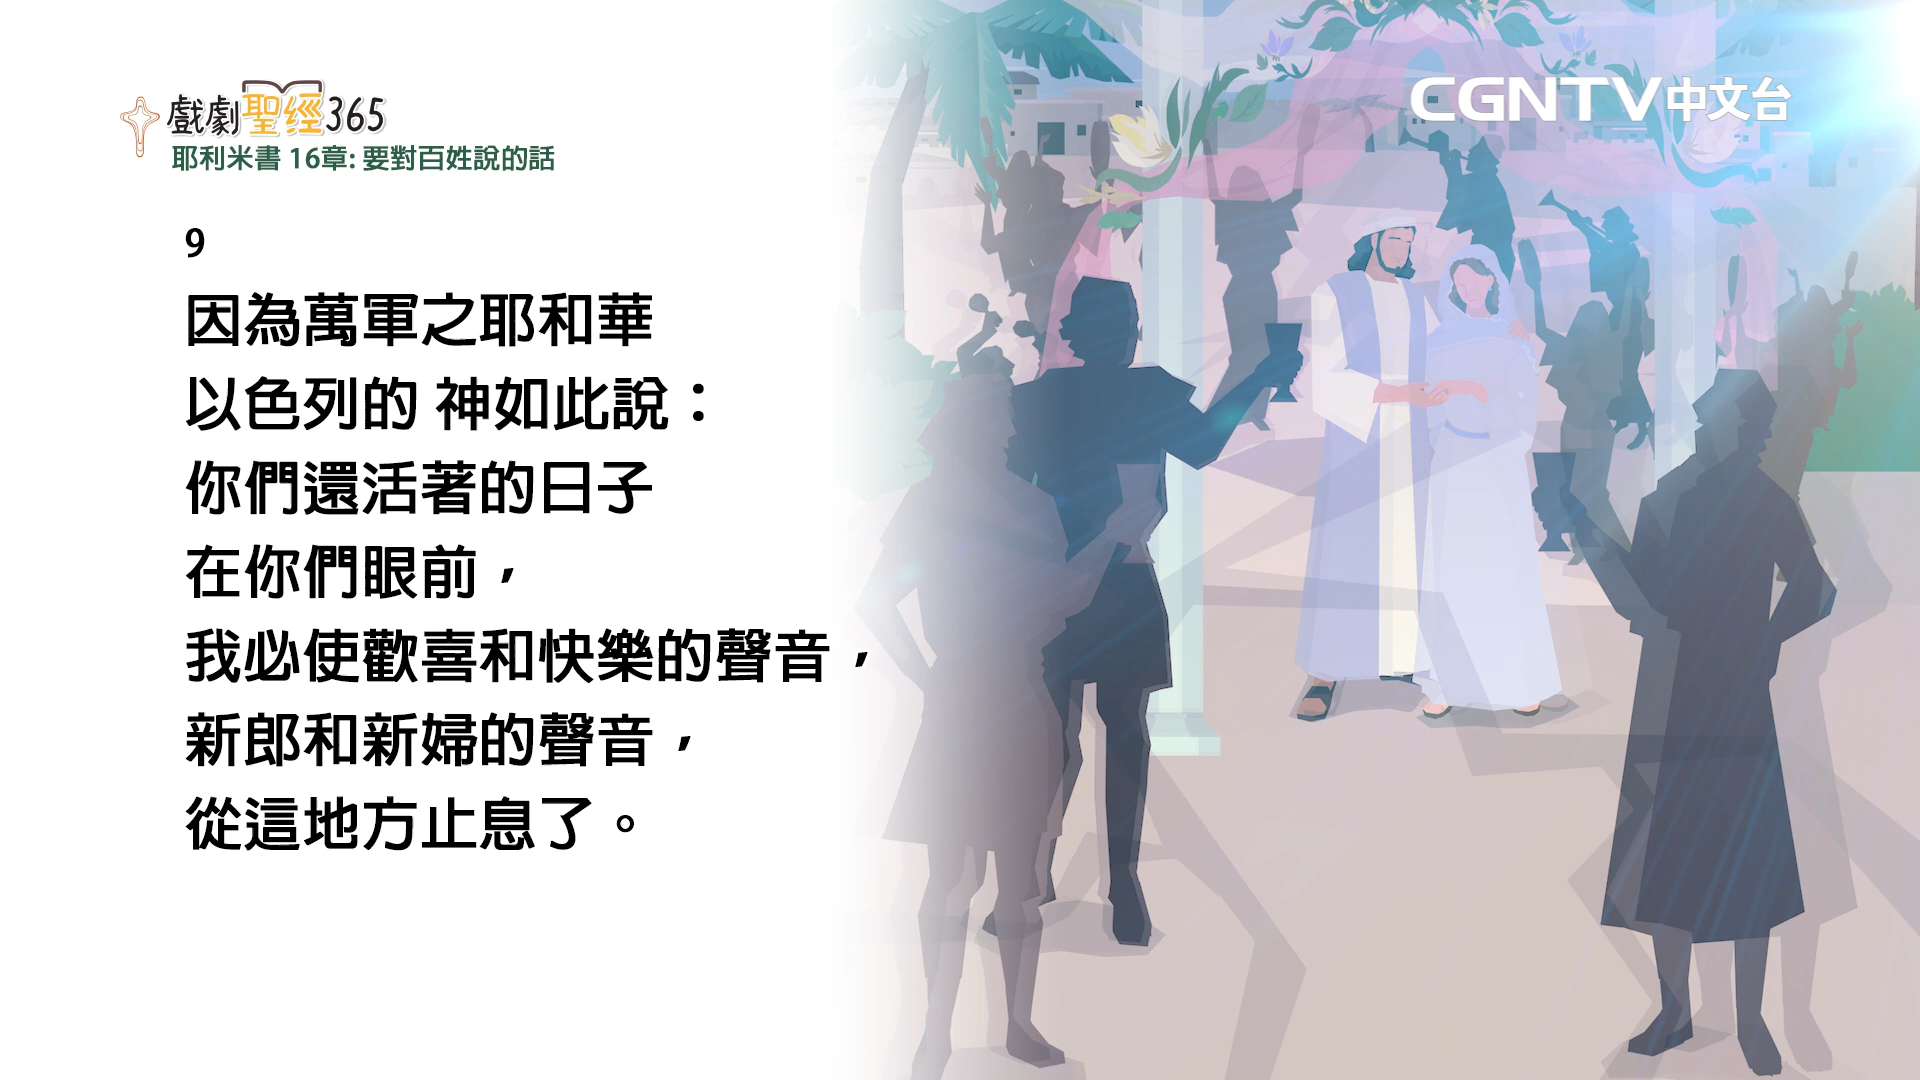 戲劇聖經365
耶利米書 16章: 要對百姓說的話
CGNTV中文台
9
因為萬軍之耶和華
以色列的 神如此說：
你們還活著的日子
在你們眼前，
我必使歡喜和快樂的聲音，
新郎和新婦的聲音，
從這地方止息了。